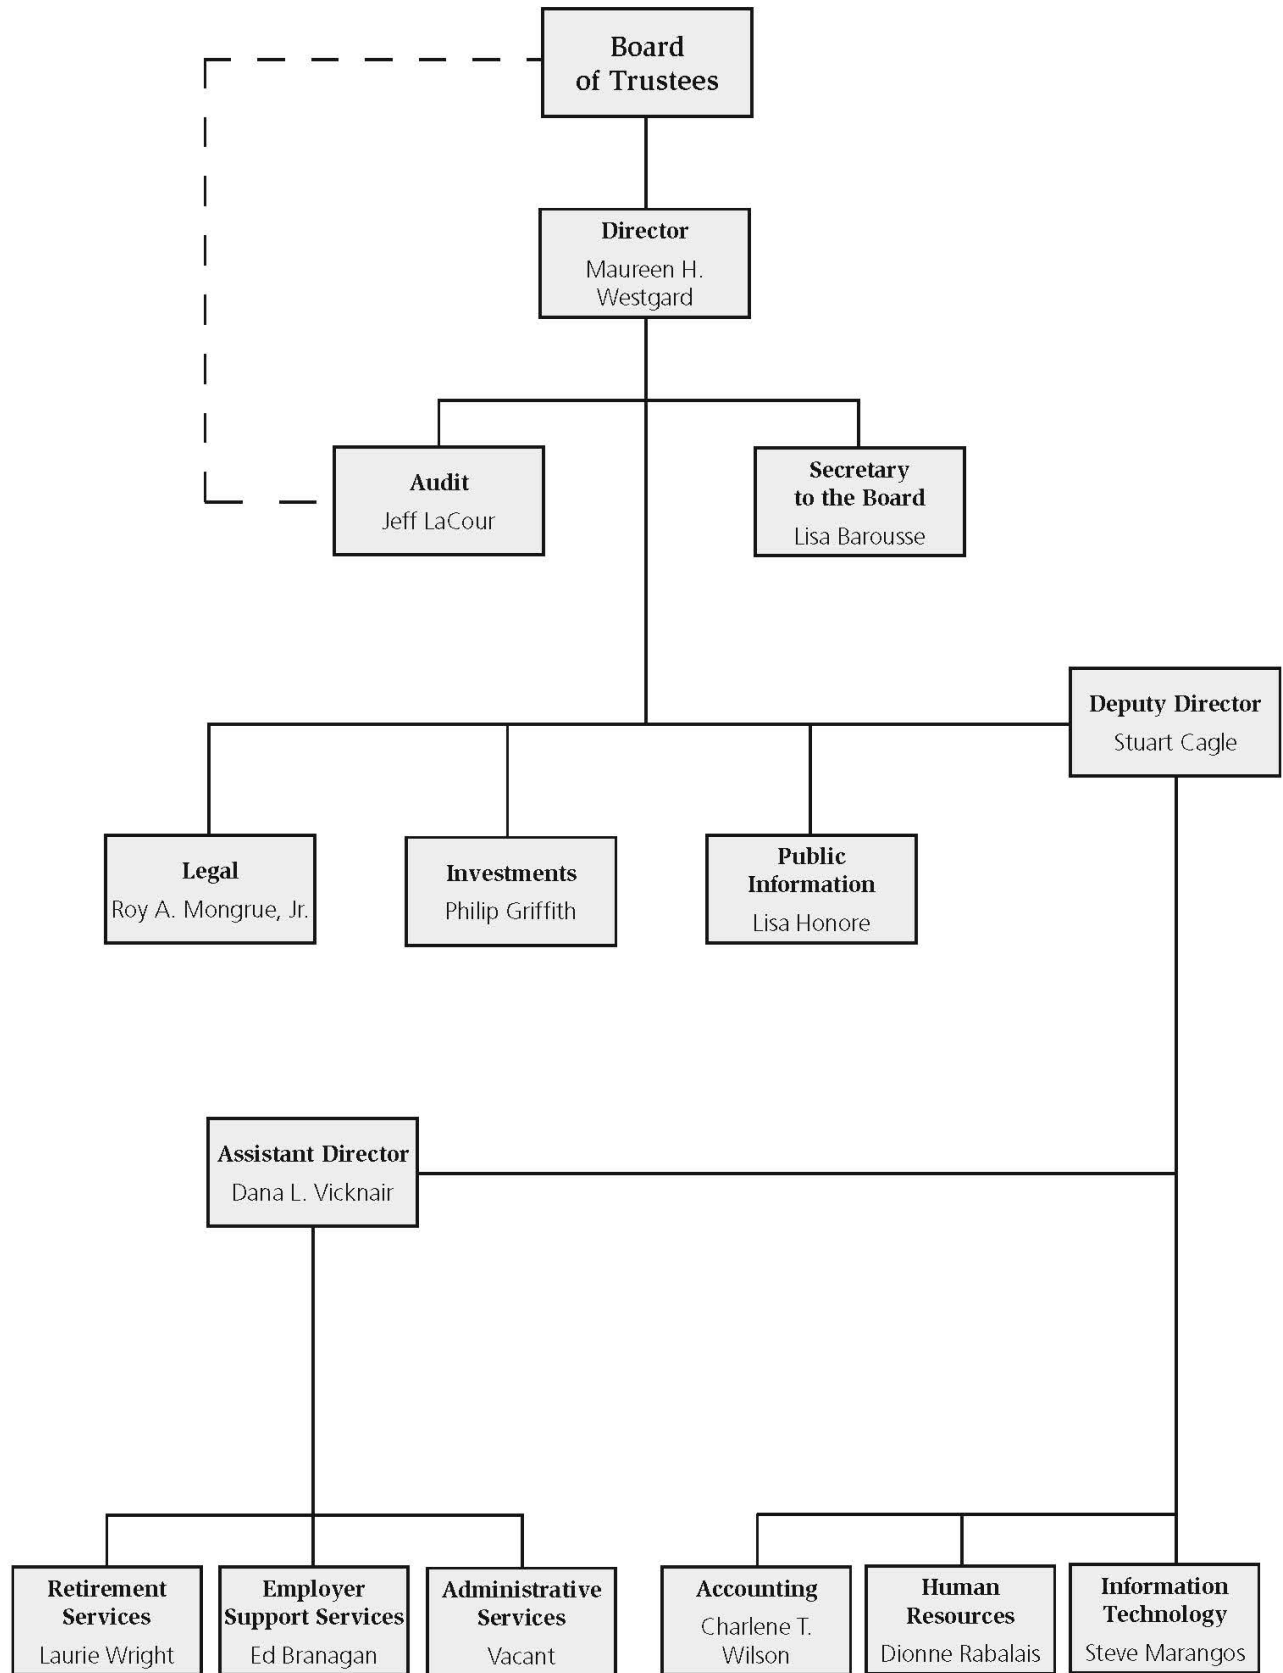 Board
of Trustees
Director
Maureen H.
Westgard
Audit
Jeff LaCour
Secretary
to the Board
Lisa Barousse
Deputy Director
Stuart Cagle
Legal
Roy A. Mongrue, Jr.
Investments
Philip Griffith
Public
Information
Lisa Honore
Assistant Director
Dana L. Vicknair
Retirement
Services
Laurie Wright
Employer
Support Services
Ed Branagan
Administrative
Services
Vacant
Accounting
Charlene T.
Wilson
Human
Resources
Dionne Rabalais
Information
Technology
Steve Marangos